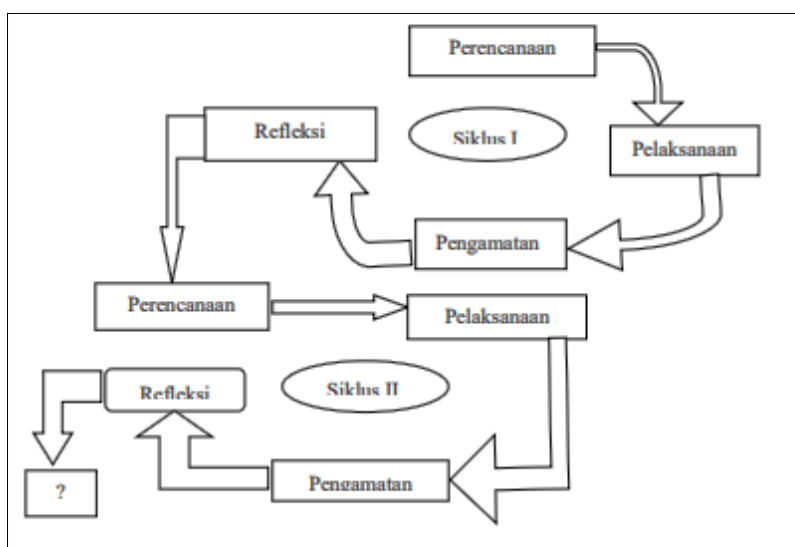 Perencanaan
Refleksi
Siklus I
Pelaksanaan
Pengamatan
Perencanaan
Pelaksanaan
Refleksi
Siklus II
Pengamatan
?